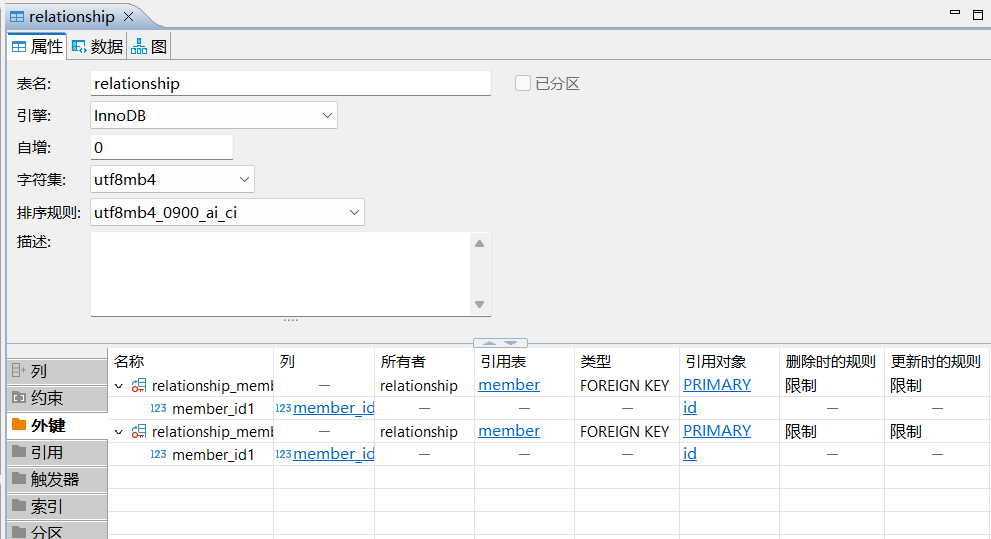 relationship
属性 数据 图
表名: relationship 已分区
引擎: InnoDB
自增: 0
字符集: utf8mb4
排序规则: utf8mb4_0900_ai_ci
描述:
名称 列 所有者 引用表 类型 引用对象 删除时的规则 更新时的规则
relationship_memb — relationship member FOREIGN KEY PRIMARY 限制 限制
123 member_id1 123 member_id — — — id — —
relationship_memb — relationship member FOREIGN KEY PRIMARY 限制 限制
123 member_id1 123 member_id — — — id — —
列
约束
外键
引用
触发器
索引
分区